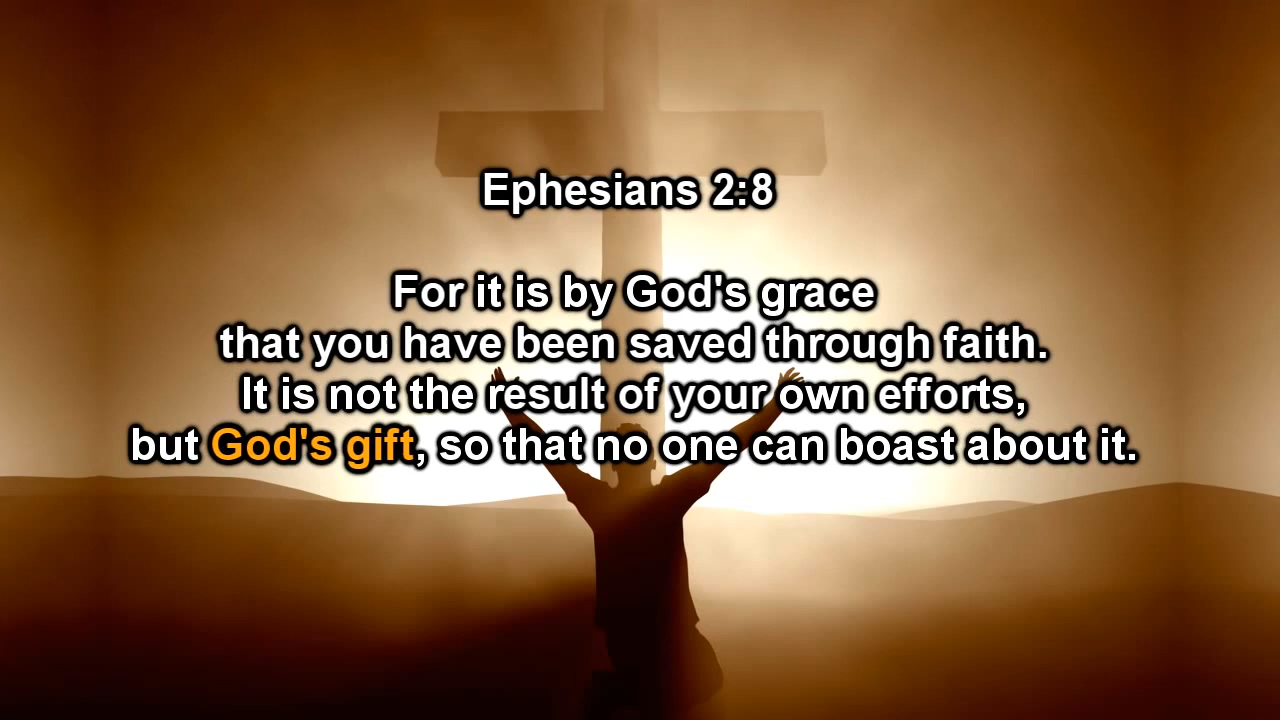 Ephesians 2:8
For it is by God's grace
that you have been saved through faith.
It is not the result of your own efforts,
but God's gift, so that no one can boast about it.